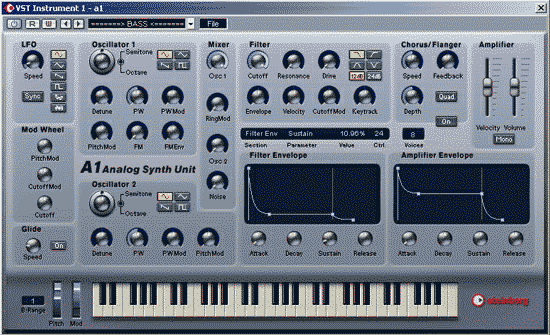 VST Instrument 1 - a1
R W =======> BASS <======= File
LFO
Speed
Sync
Mod Wheel
PitchMod
CutoffMod
Cutoff
Glide
Speed On
Oscillator 1
Semitone
Octave
Detune PW PWMod
PitchMod FM FMEnv
A1 Analog Synth Unit
Oscillator 2
Semitone
Octave
Detune PW PWMod PitchMod
Mixer
Osc 1
RingMod
Osc 2
Noise
Filter
Cutoff Resonance Drive 12dB 24dB
Envelope Velocity CutoffMod Keytrack
Filter Env Sustain 10.96% 24
Section Parameter Value Ctrl.
Chorus/Flanger
Speed Feedback
Depth Quad
On
8
Voices
Amplifier
Velocity Volume
Mono
Filter Envelope
Attack Decay Sustain Release
Amplifier Envelope
Attack Decay Sustain Release
1
B-Range
Pitch Mod
steinberg